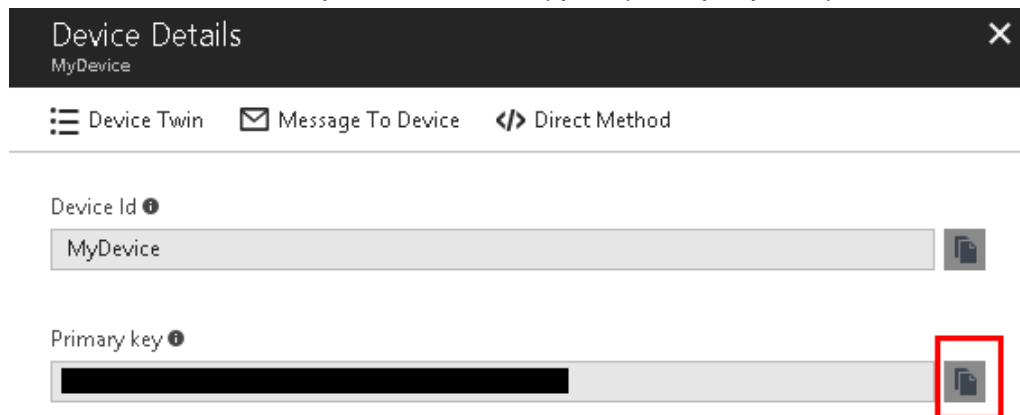 Device Details
MyDevice
Device Twin Message To Device </> Direct Method
Device Id
MyDevice
Primary key